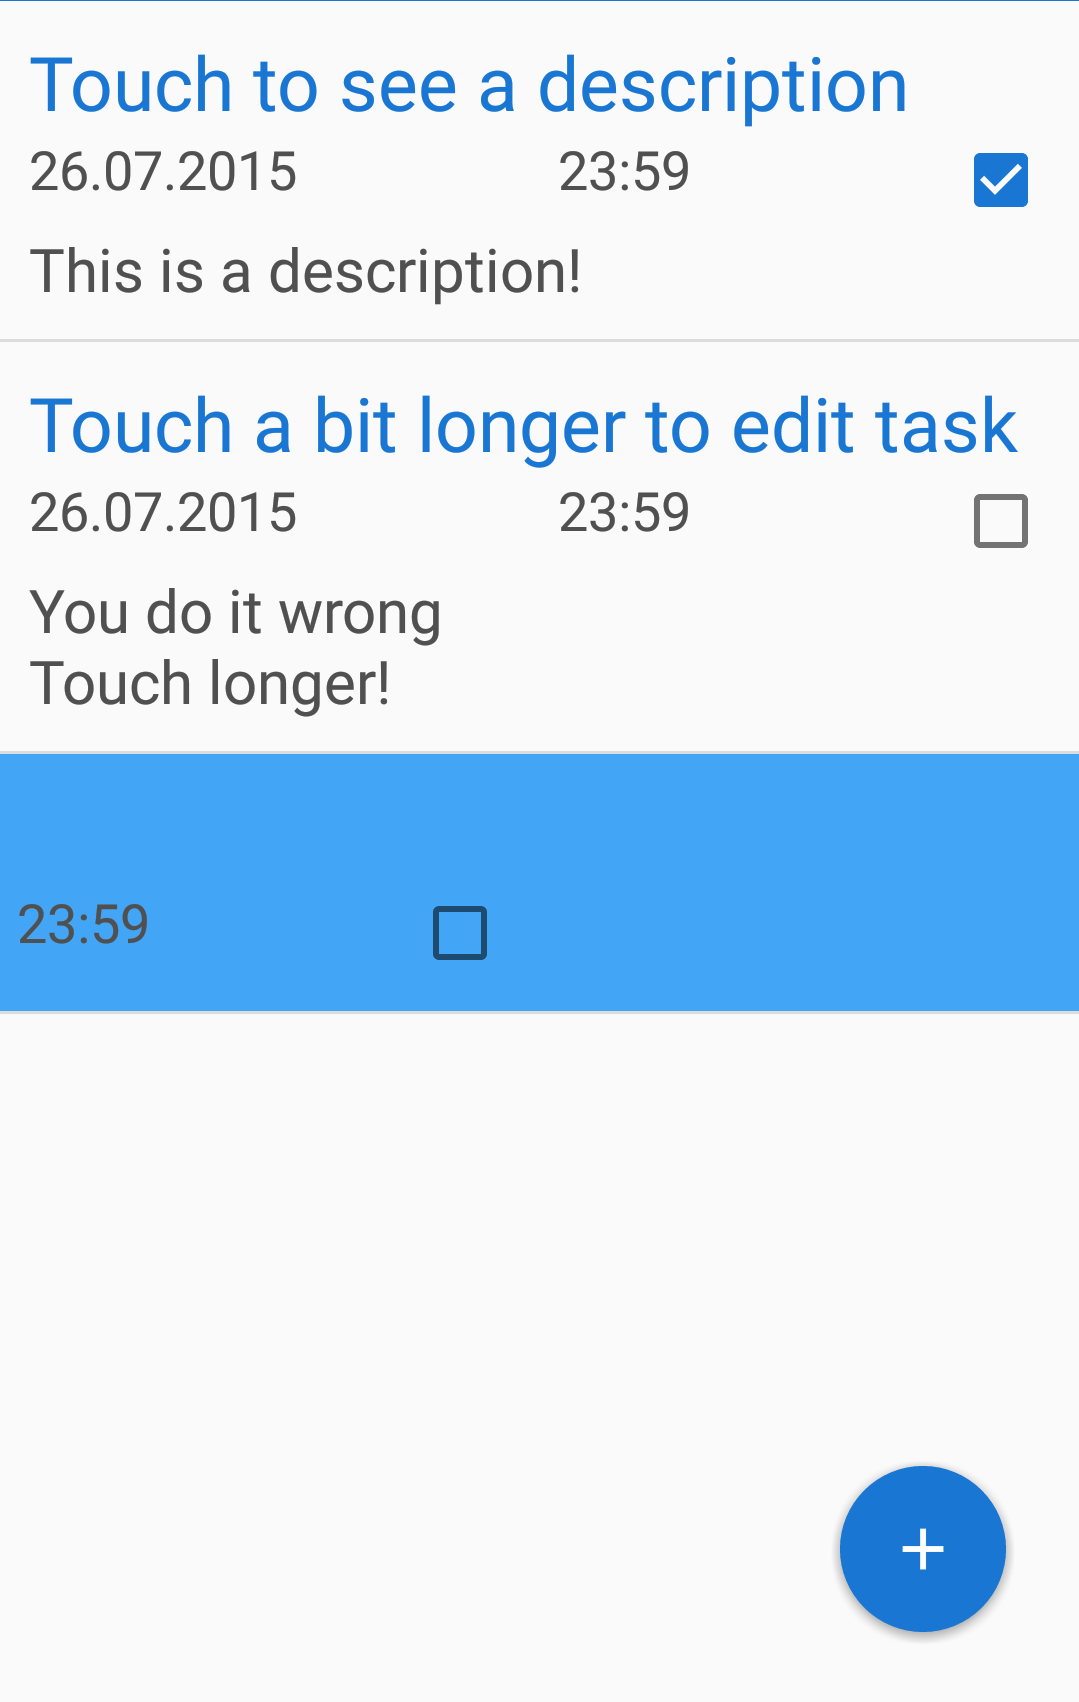 Touch to see a description
26.07.2015 23:59
This is a description!
Touch a bit longer to edit task
26.07.2015 23:59
You do it wrong
Touch longer!
23:59
+